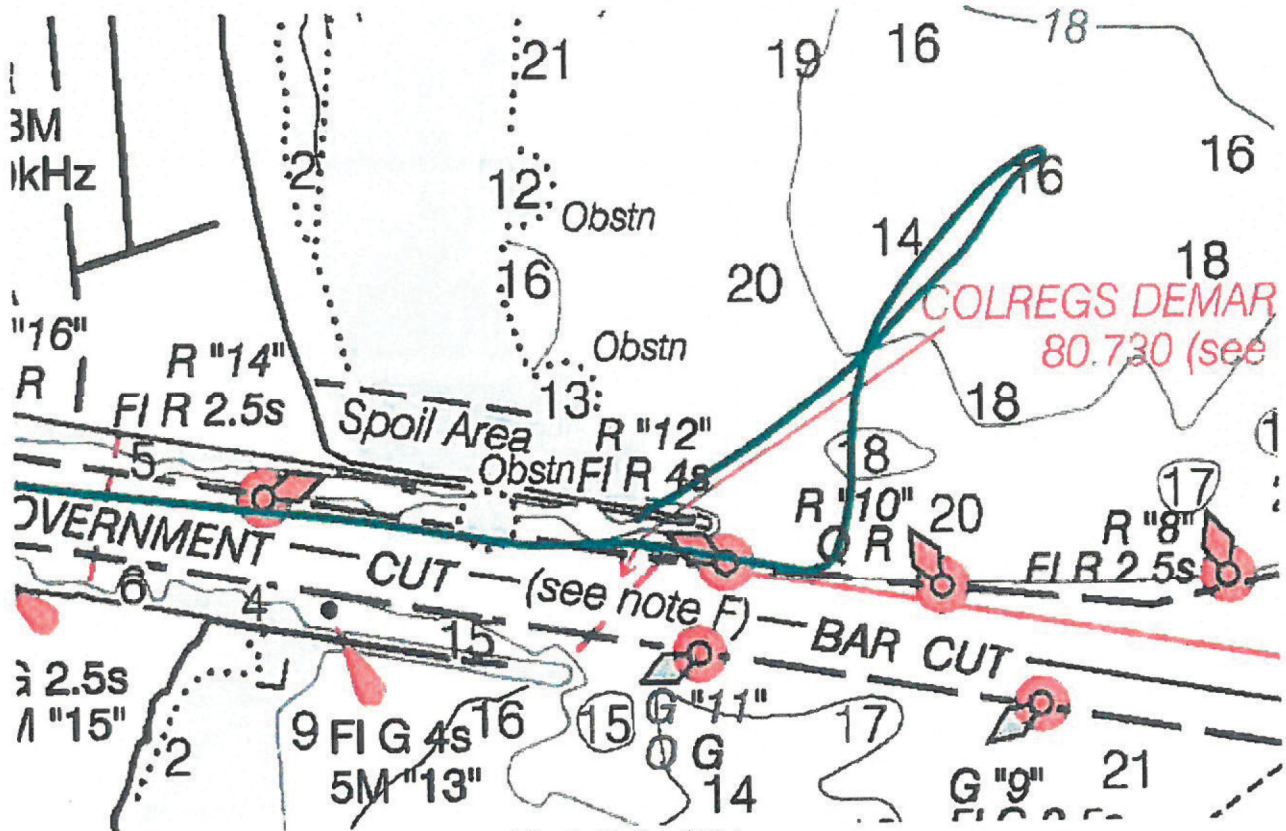 21
19
16
18
3M
kHz
2
12
Obstn
16
16
14
16
20
18
COLREGS DEMAR
80.730 (see
"16"
R
R "14"
Fl R 2.5s
Obstn
13
Spoil Area
R "12"
Fl R 4s
Obstn
18
8
5
R "10"
R
20
17
R "8"
Fl R 2.5s
OVERNMENT CUT (see note F) BAR CUT
6
4
15
2.5s
"15"
2
9
Fl G 4s
5M "13"
16
15
G "11"
G
14
17
G "9"
21